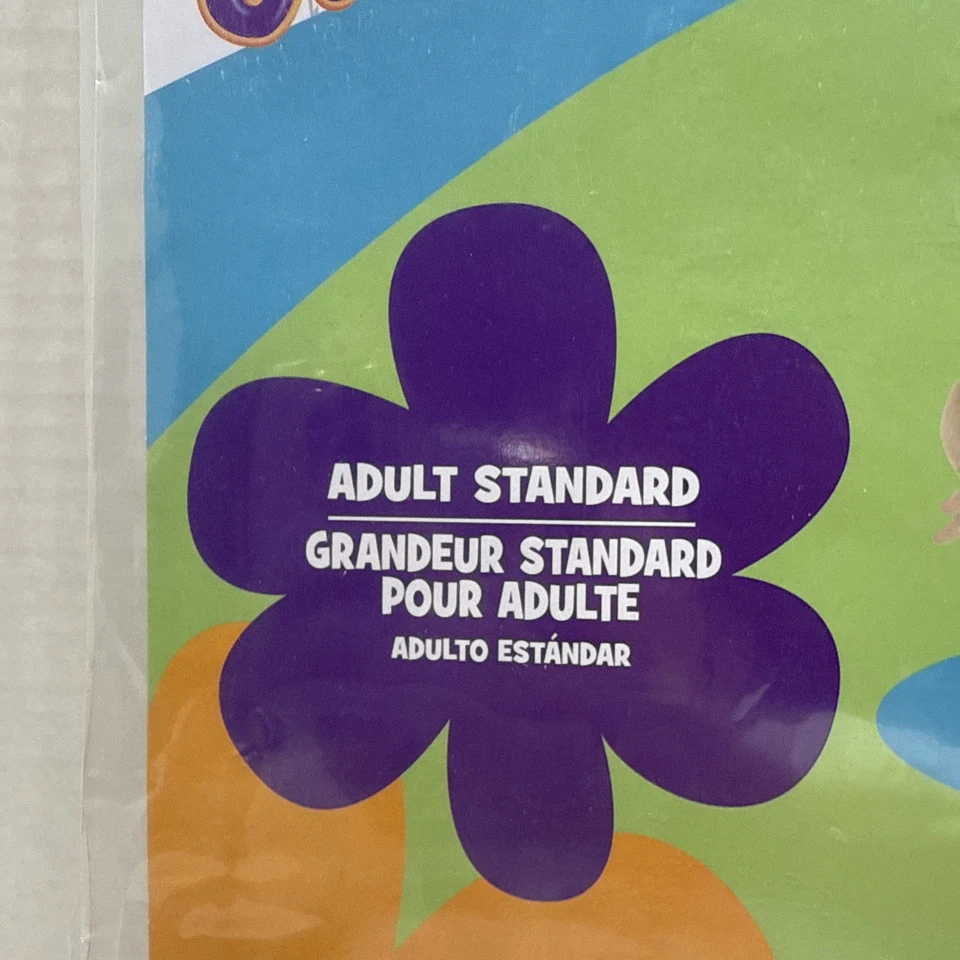 ADULT STANDARD
GRANDEUR STANDARD
POUR ADULTE
ADULTO ESTÁNDAR